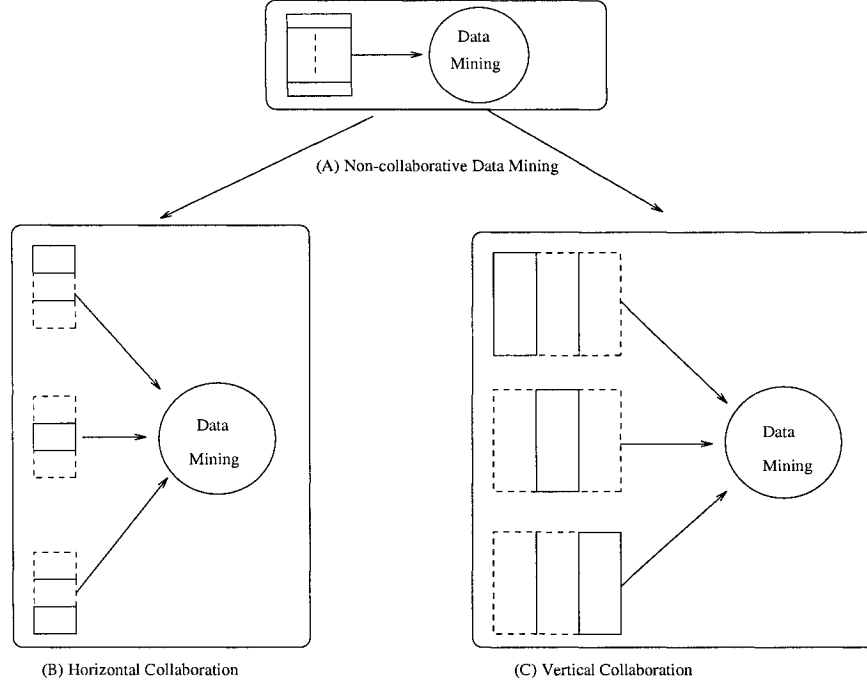 Data
Mining
(A) Non-collaborative Data Mining
Data
Mining
Data
Mining
(B) Horizontal Collaboration
(C) Vertical Collaboration